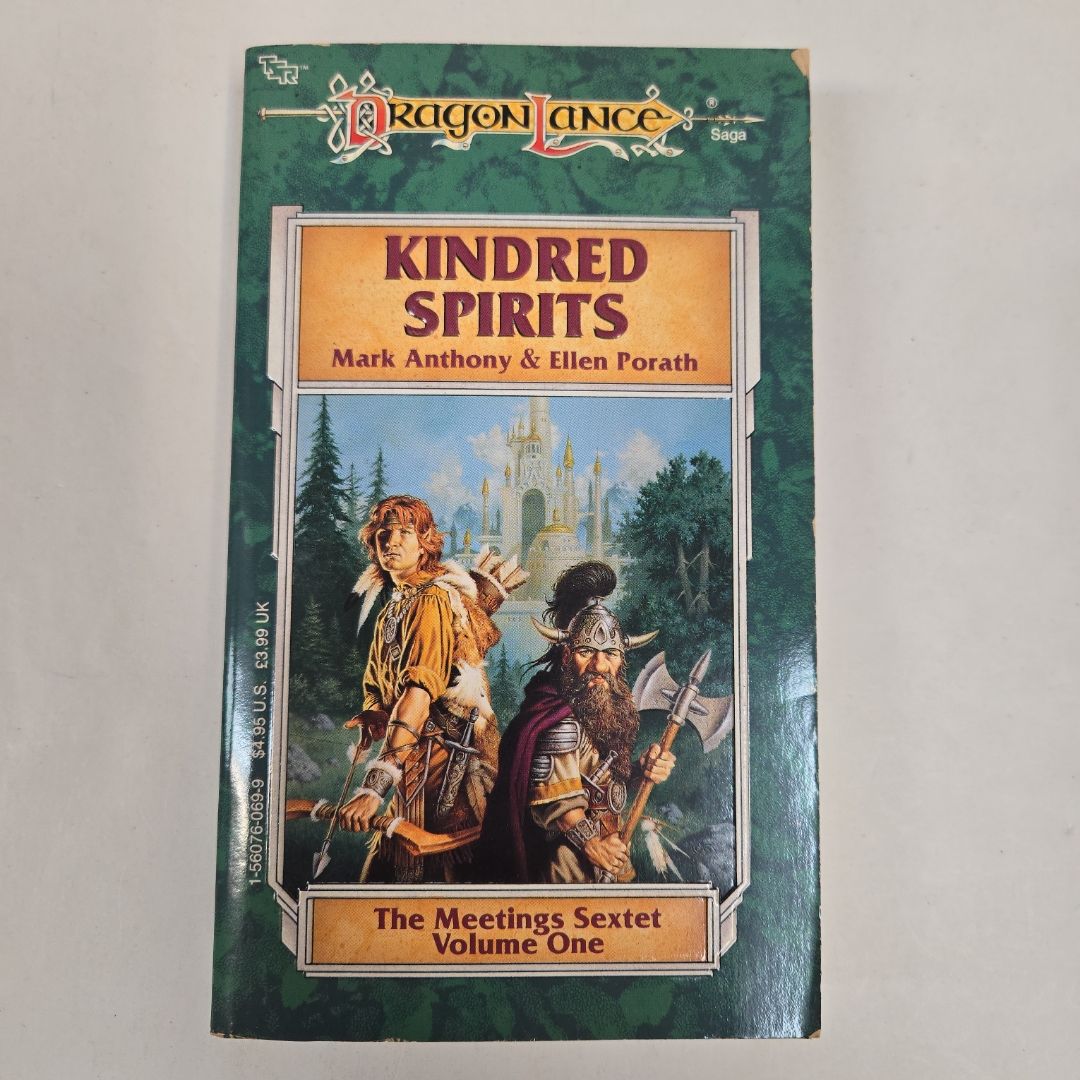 TSR™
DRAGONLANCE®
Saga
KINDRED
SPIRITS
Mark Anthony & Ellen Porath
1-56076-069-9 $4.95 U.S. £3.99 UK
The Meetings Sextet
Volume One